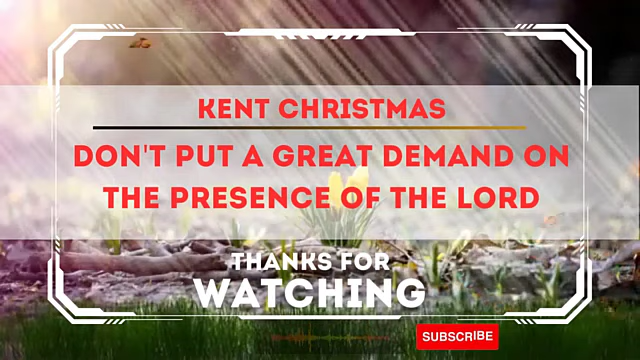 KENT CHRISTMAS
DON'T PUT A GREAT DEMAND ON
THE PRESENCE OF THE LORD
THANKS FOR
WATCHING
SUBSCRIBE